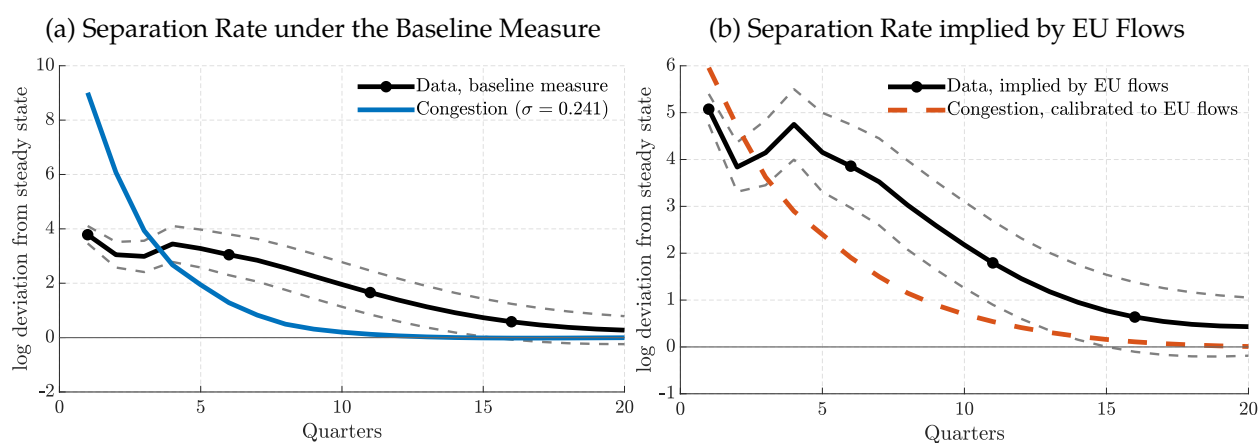 (a) Separation Rate under the Baseline Measure
log deviation from steady state
10
8
6
4
2
0
-2
0
5
10
15
20
Quarters
Data, baseline measure
Congestion (σ = 0.241)
(b) Separation Rate implied by EU Flows
log deviation from steady state
6
5
4
3
2
1
0
-1
0
5
10
15
20
Quarters
Data, implied by EU flows
Congestion, calibrated to EU flows